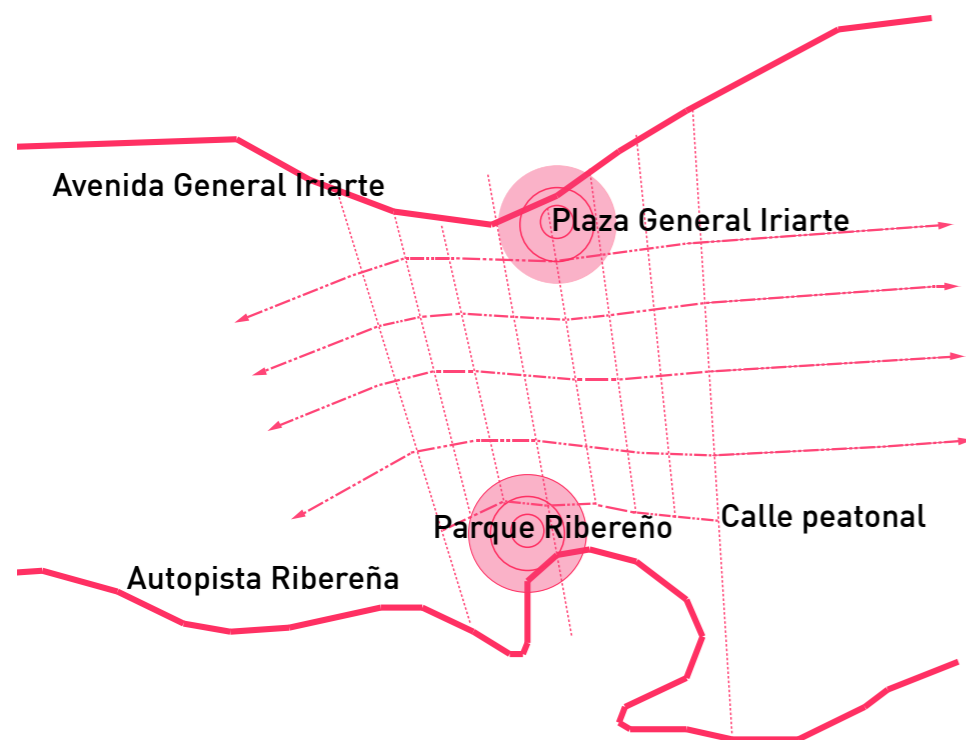 Avenida General Iriarte
Plaza General Iriarte
Calle peatonal
Parque Ribereño
Autopista Ribereña